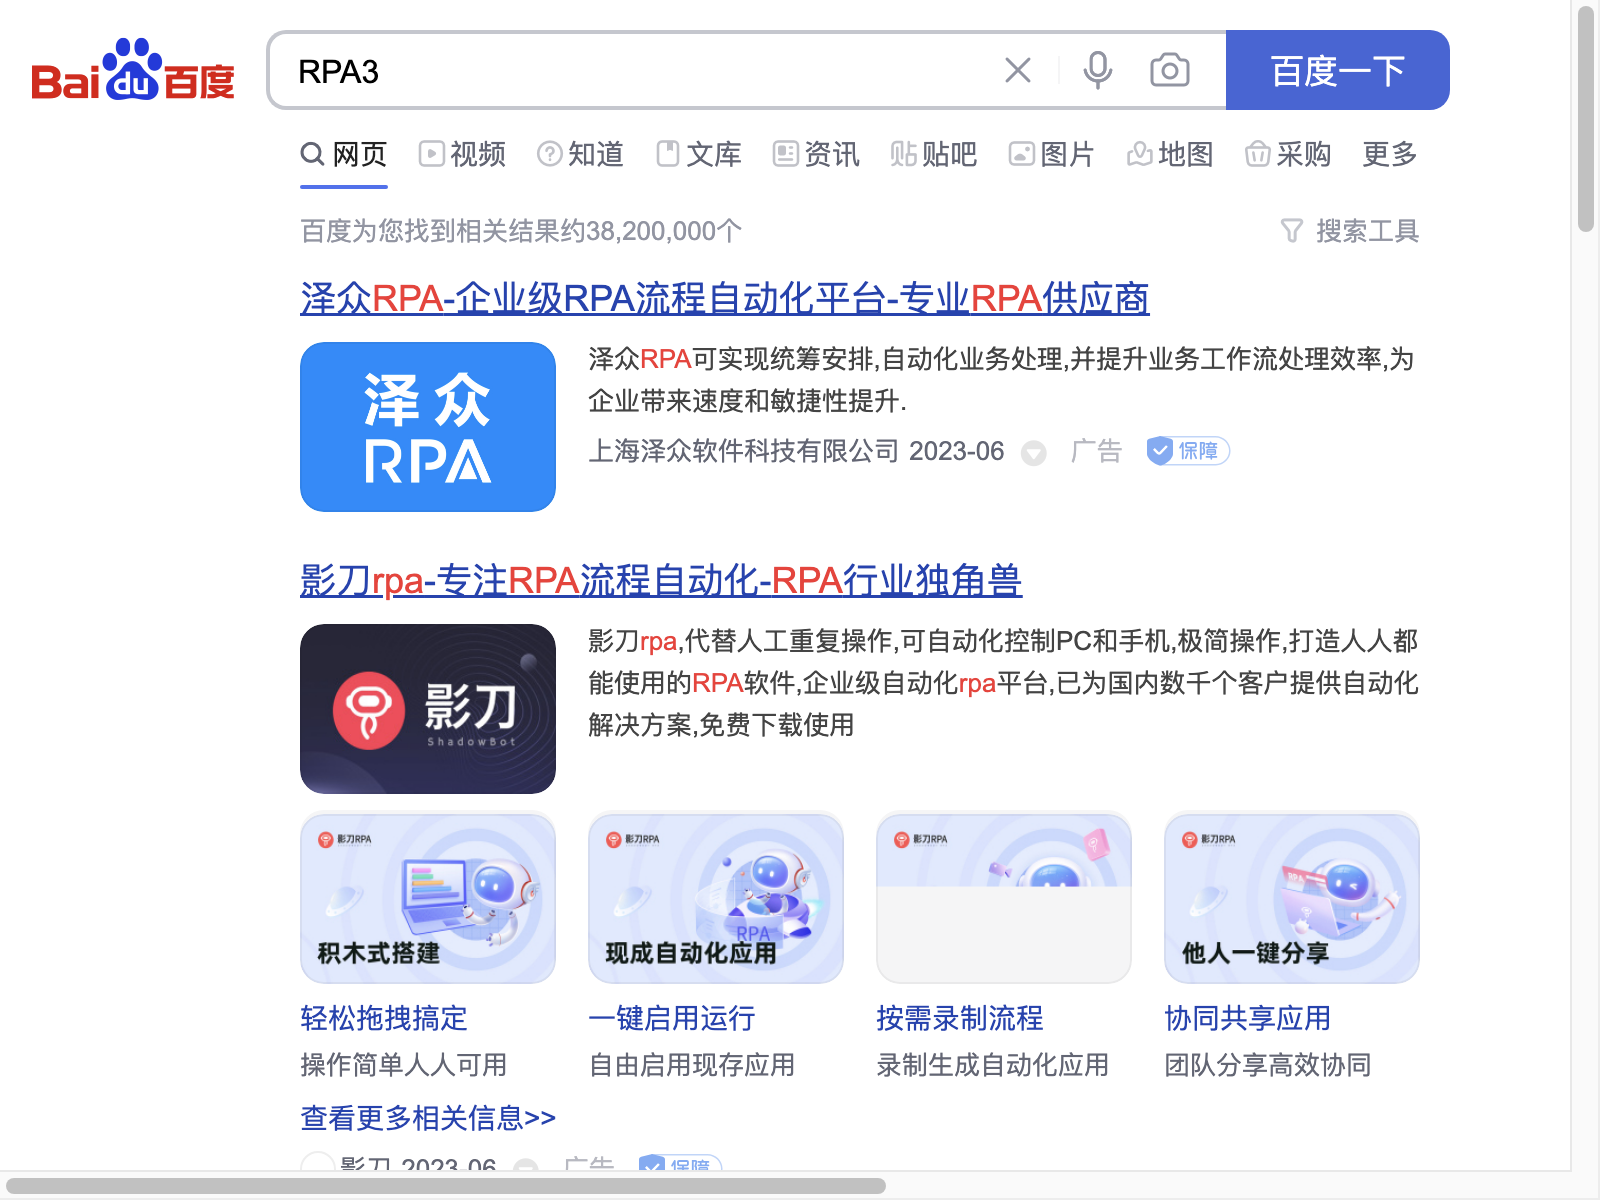 Bai du 百度
RPA3
百度一下
网页 视频 知道 文库 资讯 贴 贴吧 图片 地图 采购 更多
百度为您找到相关结果约38,200,000个
搜索工具
泽众RPA-企业级RPA流程自动化平台-专业RPA供应商
泽众
RPA
泽众RPA可实现统筹安排,自动化业务处理,并提升业务工作流处理效率,为
企业带来速度和敏捷性提升.
上海泽众软件科技有限公司 2023-06 广告 保障
影刀rpa-专注RPA流程自动化-RPA行业独角兽
影刀
ShadowBot
影刀rpa,代替人工重复操作,可自动化控制PC和手机,极简操作,打造人人都
能使用的RPA软件,企业级自动化rpa平台,已为国内数千个客户提供自动化
解决方案,免费下载使用
影刀RPA
积木式搭建
影刀RPA
RPA
现成自动化应用
影刀RPA
影刀RPA
RPA
他人一键分享
轻松拖拽搞定
操作简单人人可用
一键启用运行
自由启用现存应用
按需录制流程
录制生成自动化应用
协同共享应用
团队分享高效协同
查看更多相关信息>>
影刀 2023-06 广告 保障